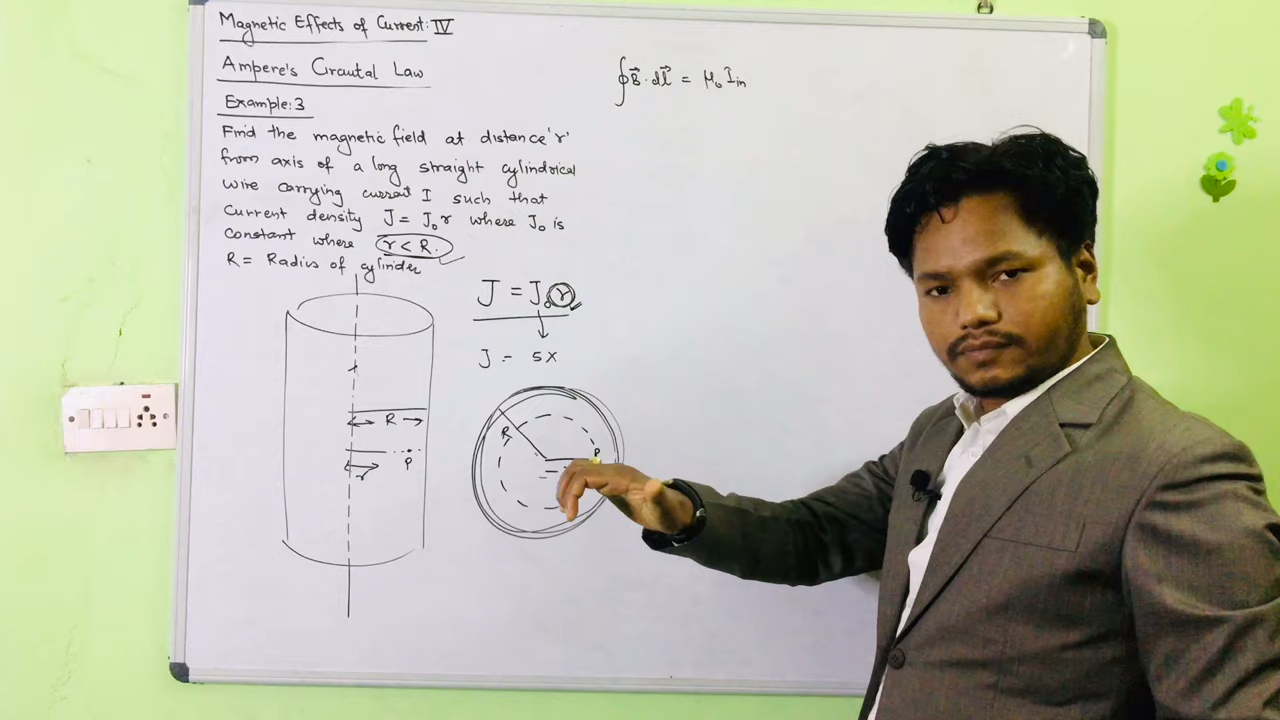 Magnetic Effects of Current: IV
Ampere's Circuital Law
Example: 3
Find the magnetic field at distance 'r'
from axis of a long straight cylindrical
wire carrying current I such that
Current density J = J₀r where J₀ is
constant where r < R.
R = Radius of cylinder
∮B⃗·dl⃗ = μ₀ I_in
J = J₀r
J = 5x
R
P
r
R
P